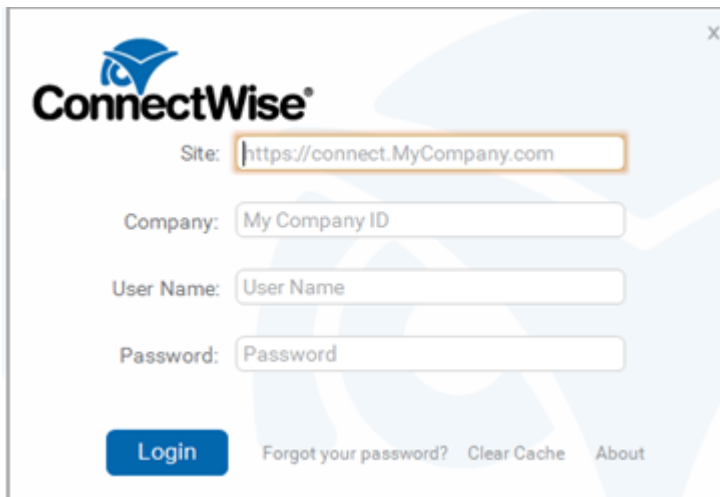 x
ConnectWise®
Site: https://connect.MyCompany.com
Company: My Company ID
User Name: User Name
Password: Password
Login Forgot your password? Clear Cache About